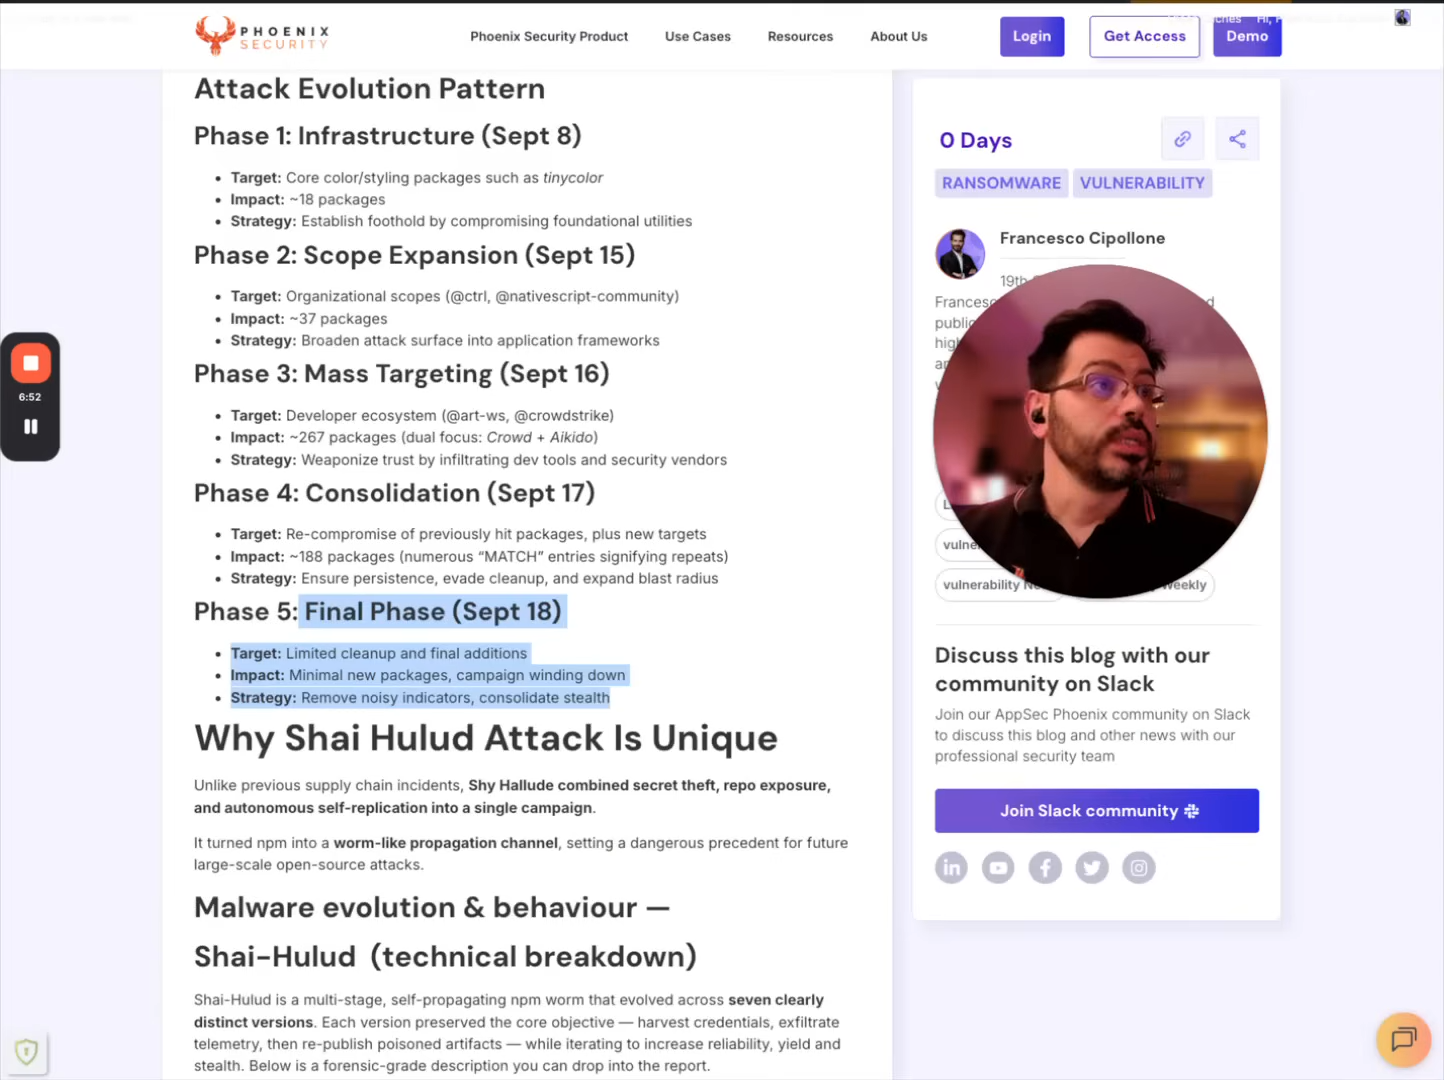 PHOENIX
SECURITY
Phoenix Security Product
Use Cases
Resources
About Us
Login
Get Access
Demo
Attack Evolution Pattern
Phase 1: Infrastructure (Sept 8)
• Target: Core color/styling packages such as tinycolor
• Impact: ~18 packages
• Strategy: Establish foothold by compromising foundational utilities
Phase 2: Scope Expansion (Sept 15)
• Target: Organizational scopes (@ctrl, @nativescript-community)
• Impact: ~37 packages
• Strategy: Broaden attack surface into application frameworks
Phase 3: Mass Targeting (Sept 16)
• Target: Developer ecosystem (@art-ws, @crowdstrike)
• Impact: ~267 packages (dual focus: Crowd + Aikido)
• Strategy: Weaponize trust by infiltrating dev tools and security vendors
Phase 4: Consolidation (Sept 17)
• Target: Re-compromise of previously hit packages, plus new targets
• Impact: ~188 packages (numerous “MATCH” entries signifying repeats)
• Strategy: Ensure persistence, evade cleanup, and expand blast radius
Phase 5: Final Phase (Sept 18)
• Target: Limited cleanup and final additions
• Impact: Minimal new packages, campaign winding down
• Strategy: Remove noisy indicators, consolidate stealth
Why Shai Hulud Attack Is Unique
Unlike previous supply chain incidents, Shy Hallude combined secret theft, repo exposure,
and autonomous self-replication into a single campaign.
It turned npm into a worm-like propagation channel, setting a dangerous precedent for future
large-scale open-source attacks.
Malware evolution & behaviour —
Shai-Hulud (technical breakdown)
Shai-Hulud is a multi-stage, self-propagating npm worm that evolved across seven clearly
distinct versions. Each version preserved the core objective — harvest credentials, exfiltrate
telemetry, then re-publish poisoned artifacts — while iterating to increase reliability, yield and
stealth. Below is a forensic-grade description you can drop into the report.
6:52
0 Days
RANSOMWARE
VULNERABILITY
Francesco Cipollone
19th
vulnerability
Weekly
Discuss this blog with our
community on Slack
Join our AppSec Phoenix community on Slack
to discuss this blog and other news with our
professional security team
Join Slack community